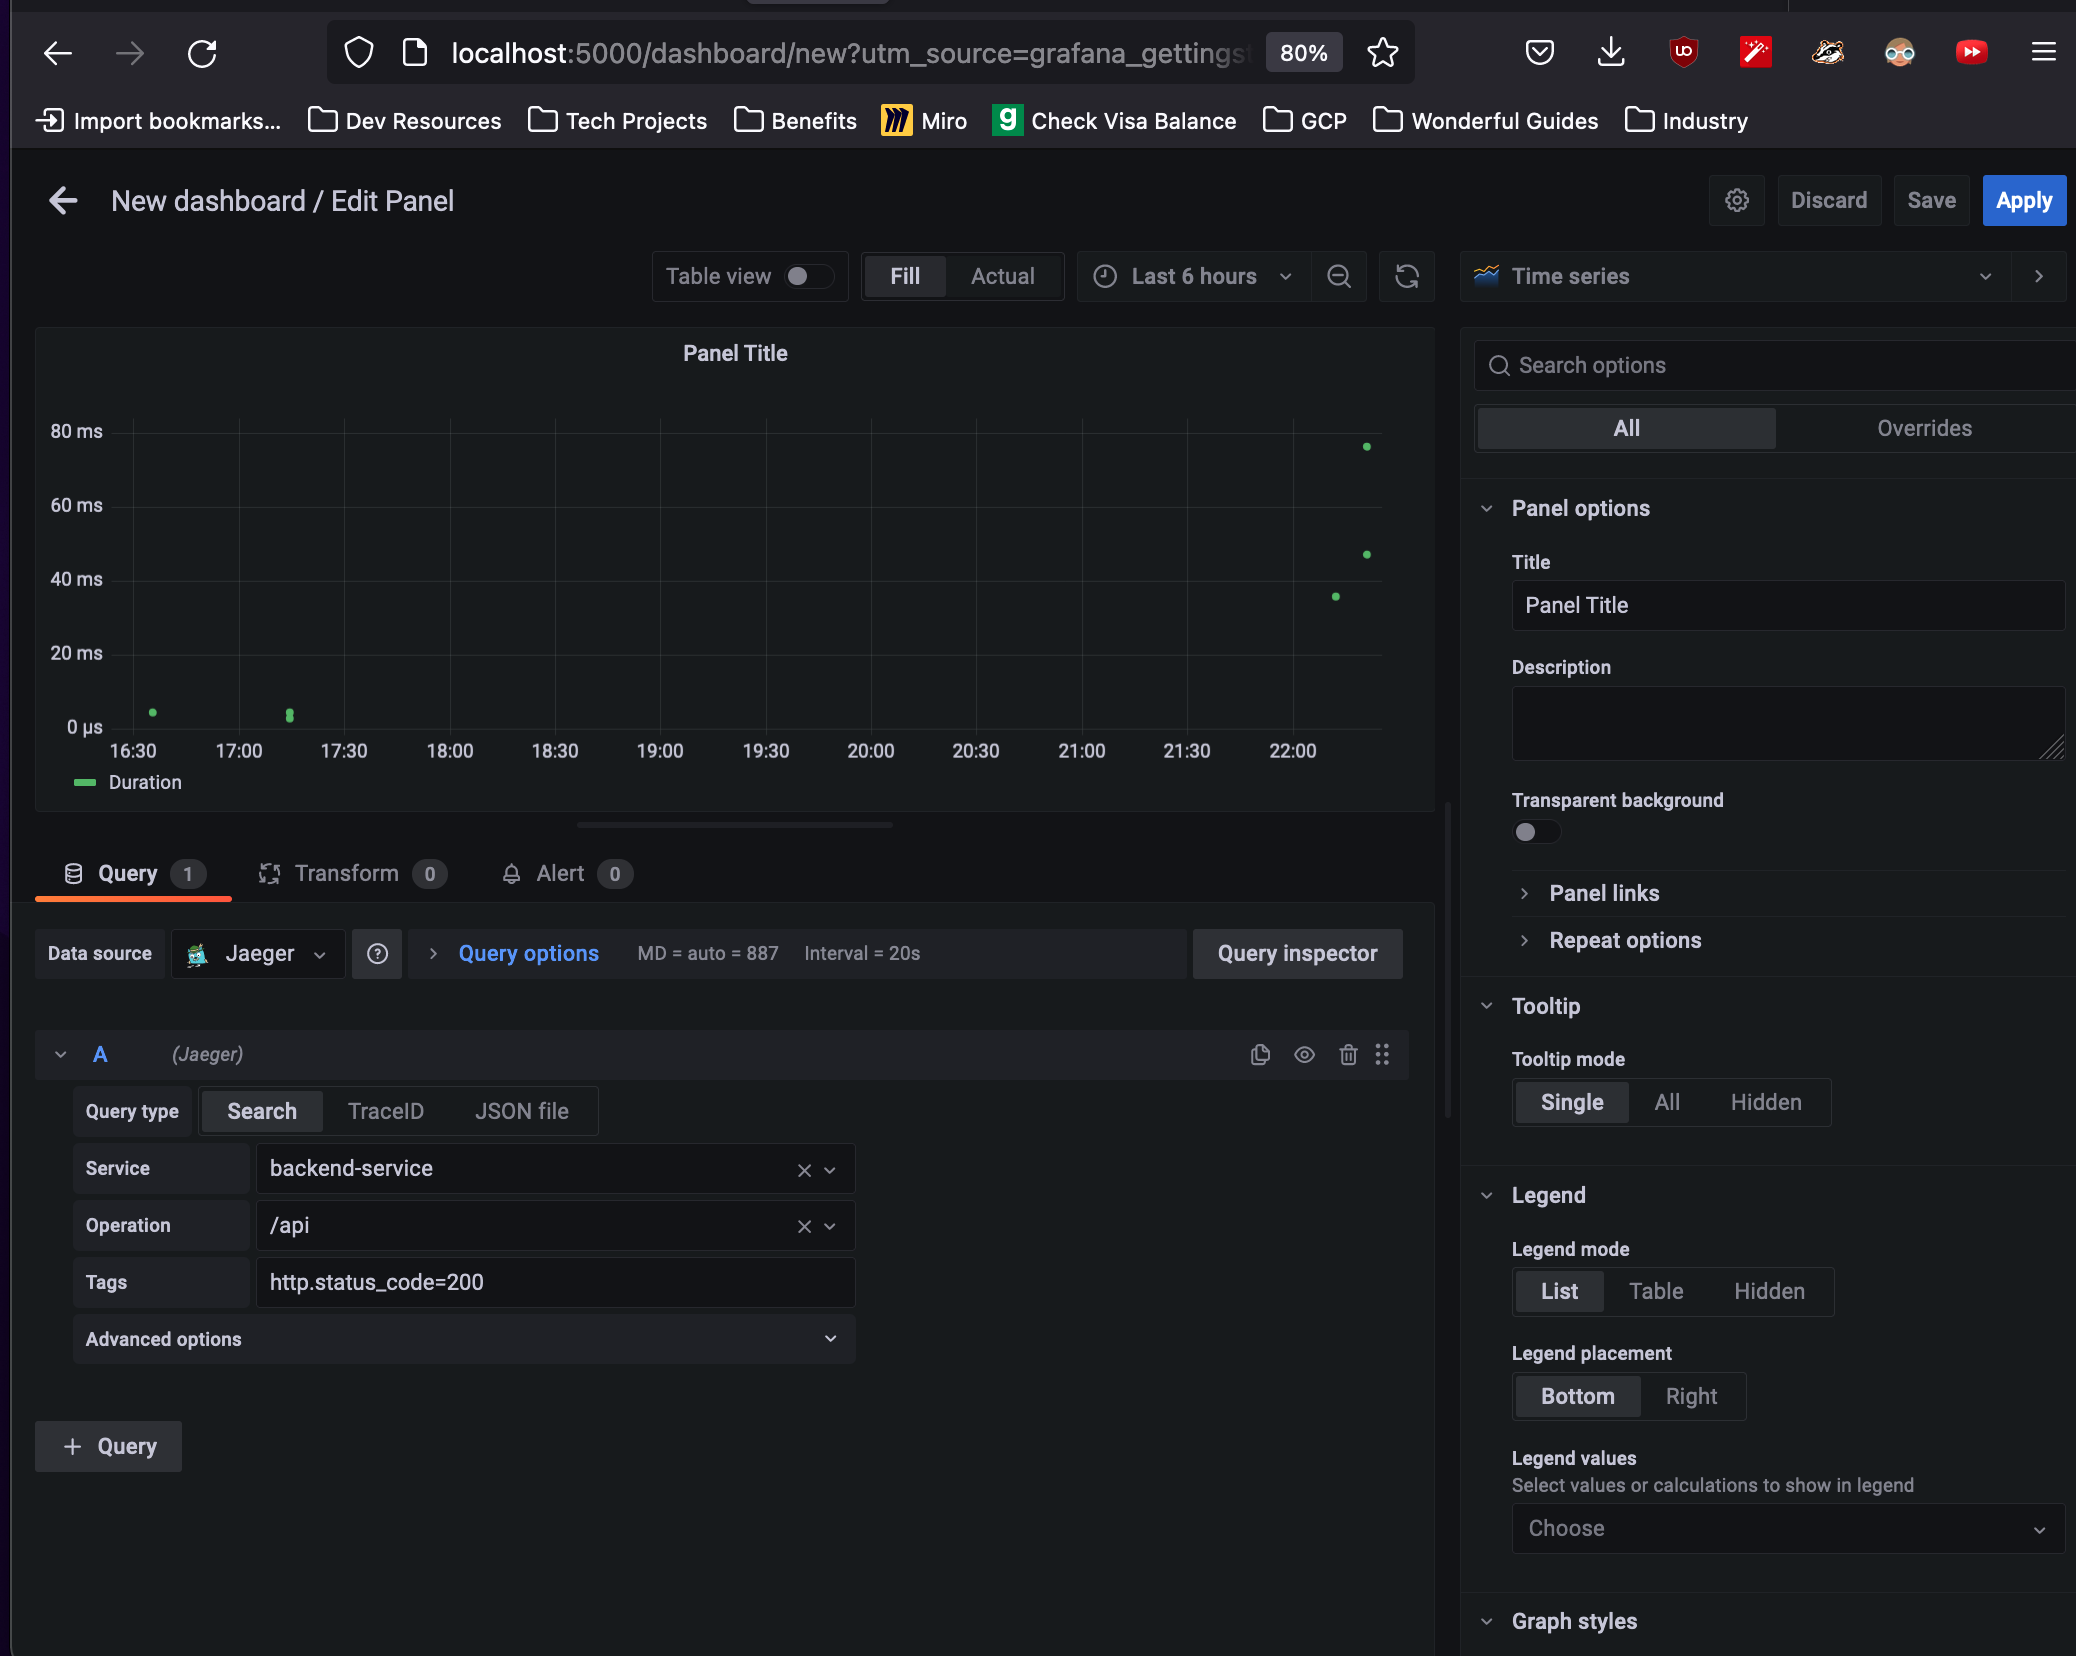 localhost:5000/dashboard/new?utm_source=grafana_gettingst
80%
Import bookmarks...
Dev Resources
Tech Projects
Benefits
Miro
g Check Visa Balance
GCP
Wonderful Guides
Industry
New dashboard / Edit Panel
Discard
Save
Apply
Table view
Fill
Actual
Last 6 hours
Time series
Panel Title
80 ms
60 ms
40 ms
20 ms
0 µs
16:30 17:00 17:30 18:00 18:30 19:00 19:30 20:00 20:30 21:00 21:30 22:00
Duration
Query 1
Transform 0
Alert 0
Data source
Jaeger
Query options
MD = auto = 887
Interval = 20s
Query inspector
A
(Jaeger)
Query type
Search
TraceID
JSON file
Service
backend-service
Operation
/api
Tags
http.status_code=200
Advanced options
+ Query
Search options
All
Overrides
Panel options
Title
Panel Title
Description
Transparent background
Panel links
Repeat options
Tooltip
Tooltip mode
Single
All
Hidden
Legend
Legend mode
List
Table
Hidden
Legend placement
Bottom
Right
Legend values
Select values or calculations to show in legend
Choose
Graph styles